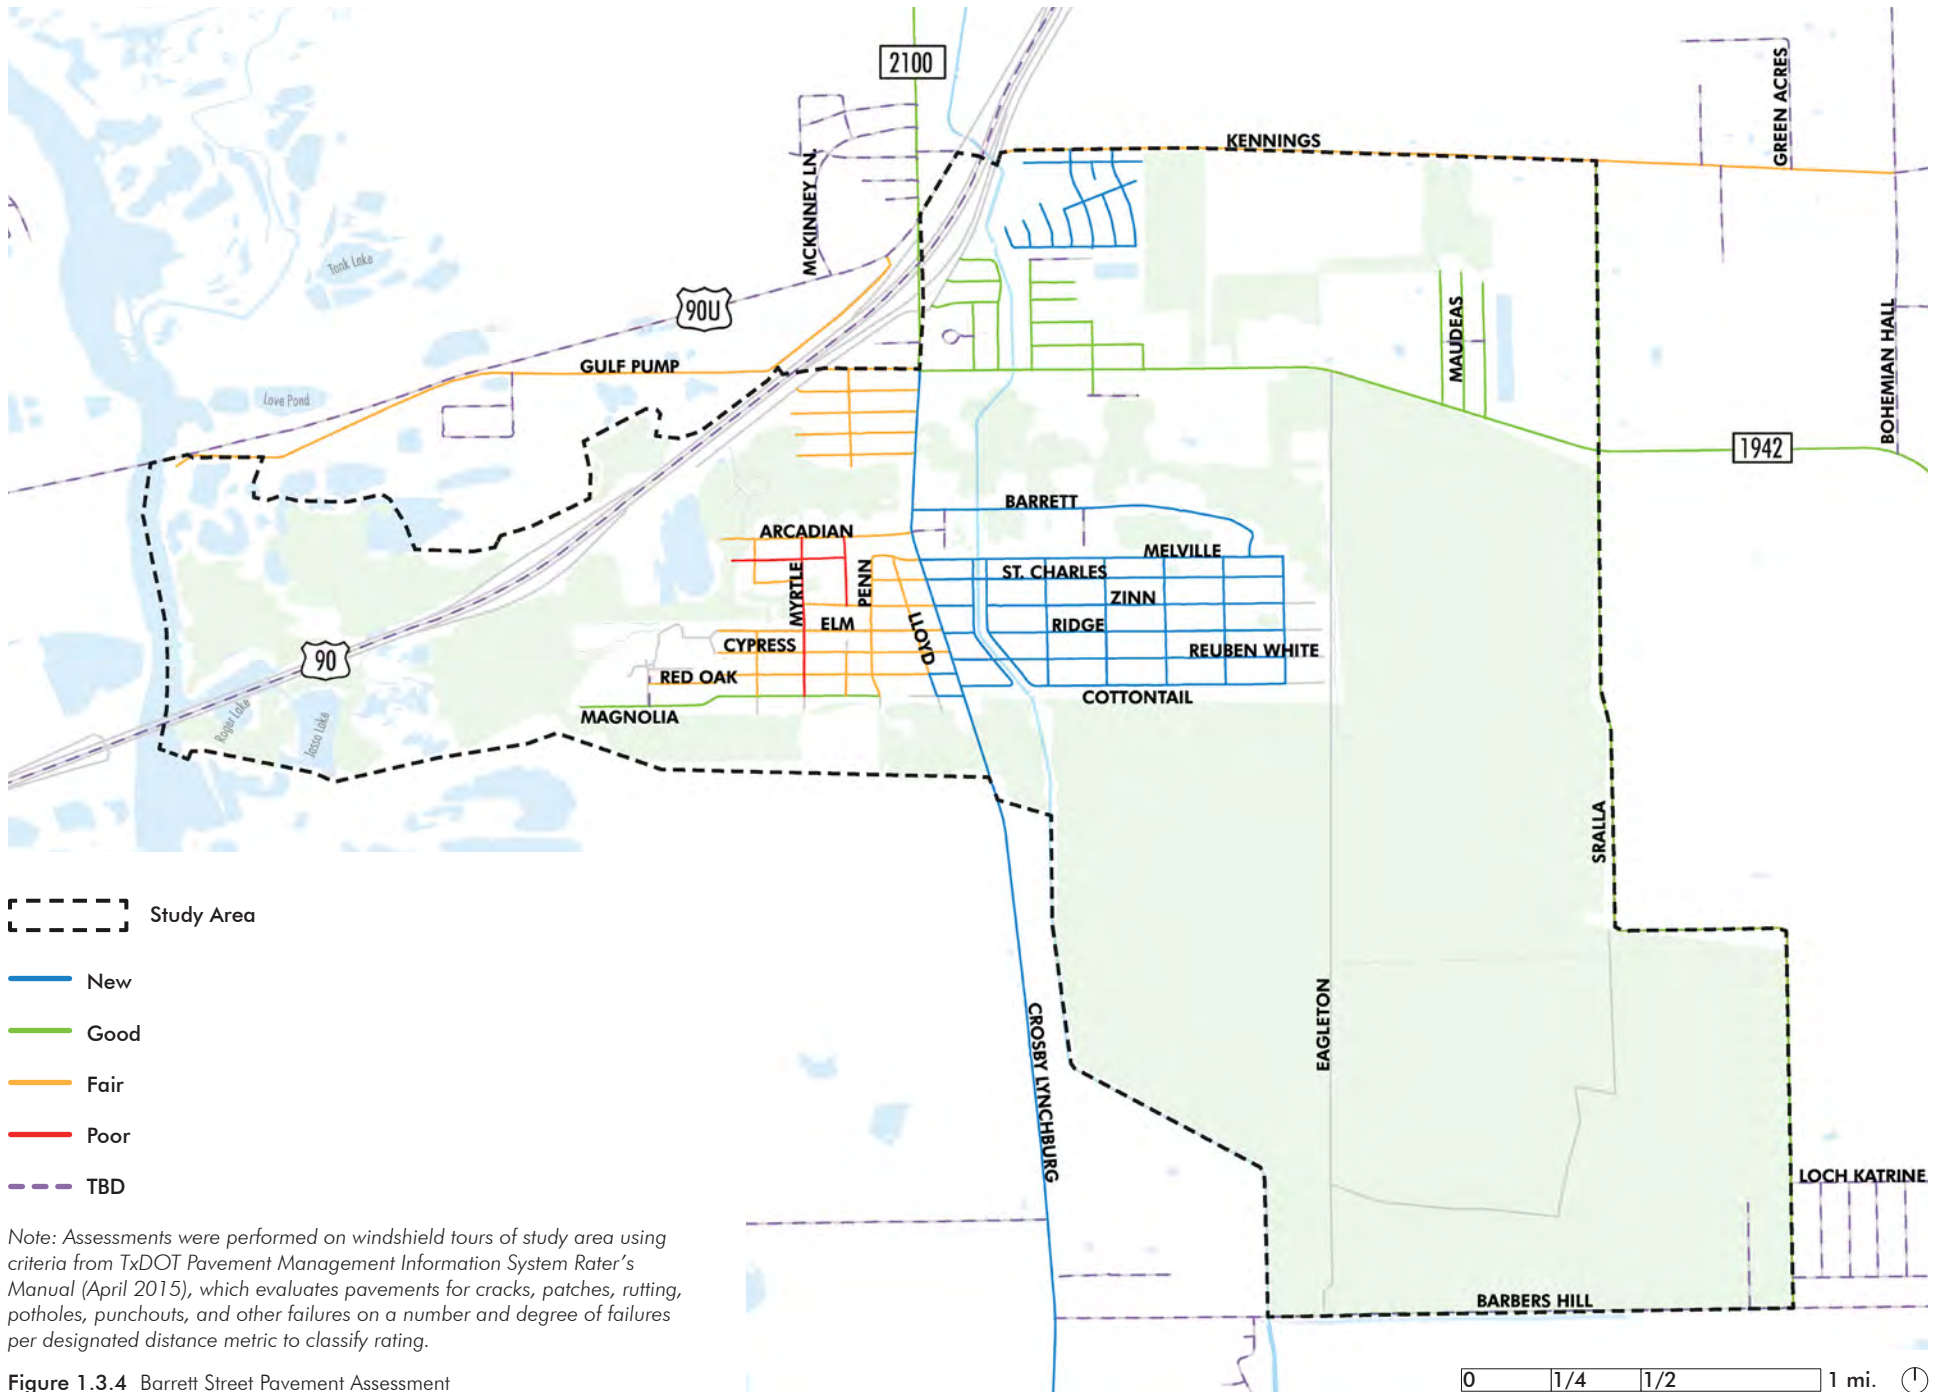 2100
KENNINGS
GREEN ACRES
MCKINNEY LN.
Tank Lake
90U
GULF PUMP
MAUDEAS
BOHEMIAN HALL
Love Pond
1942
BARRETT
ARCADIAN
MELVILLE
ST. CHARLES
MYRTLE
PENN
ZINN
ELM
LLOYD
RIDGE
CYPRESS
REUBEN WHITE
90
RED OAK
COTTONTAIL
MAGNOLIA
Roger Lake
Jasso Lake
SRALLA
Study Area
New
Good
Fair
Poor
TBD
EAGLETON
CROSBY LYNCHBURG
LOCH KATRINE
BARBERS HILL
Note: Assessments were performed on windshield tours of study area using
criteria from TxDOT Pavement Management Information System Rater's
Manual (April 2015), which evaluates pavements for cracks, patches, rutting,
potholes, punchouts, and other failures on a number and degree of failures
per designated distance metric to classify rating.
Figure 1.3.4 Barrett Street Pavement Assessment
0 1/4 1/2 1 mi.